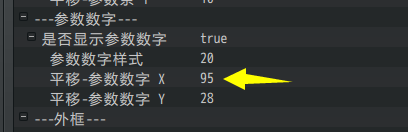 ---参数数字---
是否显示参数数字 true
参数数字样式 20
平移-参数数字 X 95
平移-参数数字 Y 28
---外框---